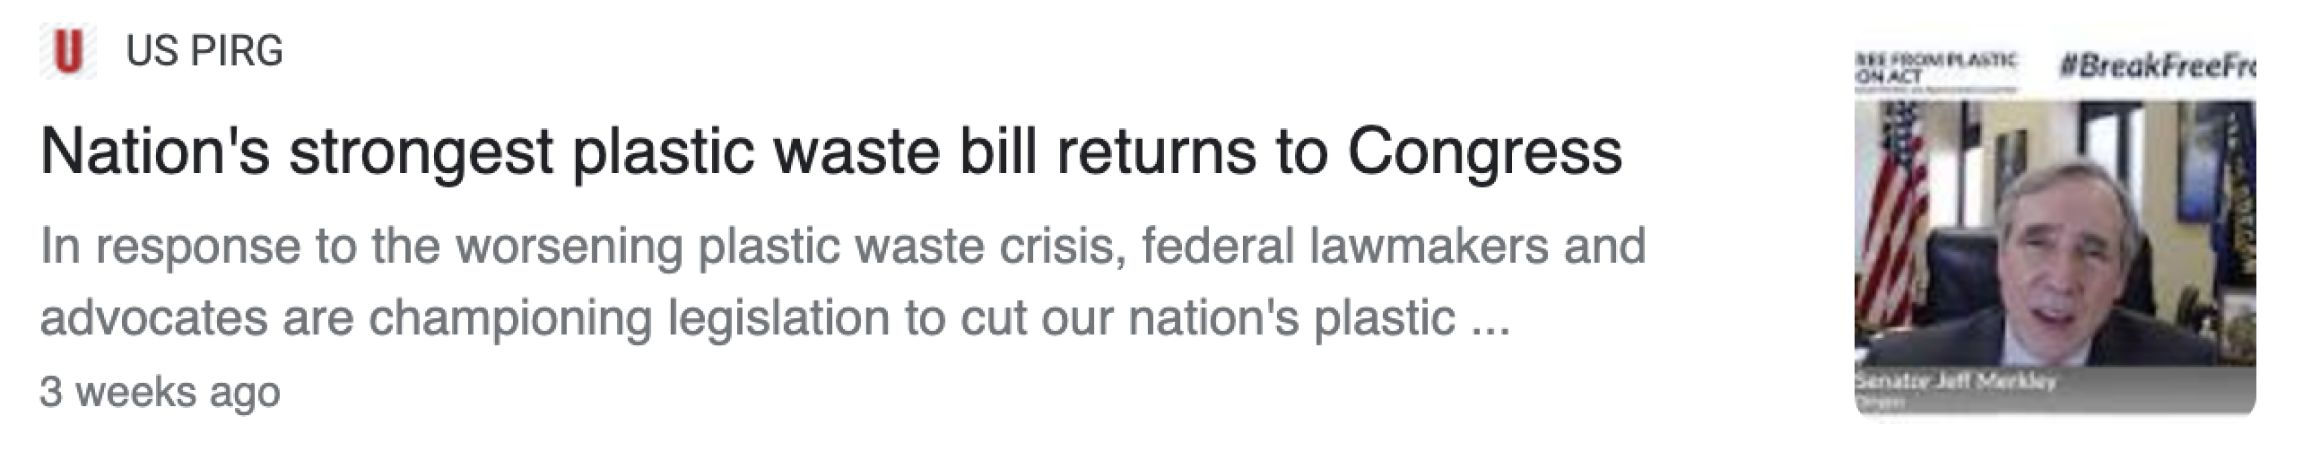 U US PIRG
Nation's strongest plastic waste bill returns to Congress
In response to the worsening plastic waste crisis, federal lawmakers and
advocates are championing legislation to cut our nation's plastic ...
3 weeks ago
REE FROM PLASTIC
ON ACT
#BreakFreeFro
Senator Jeff Merkley
Oregon